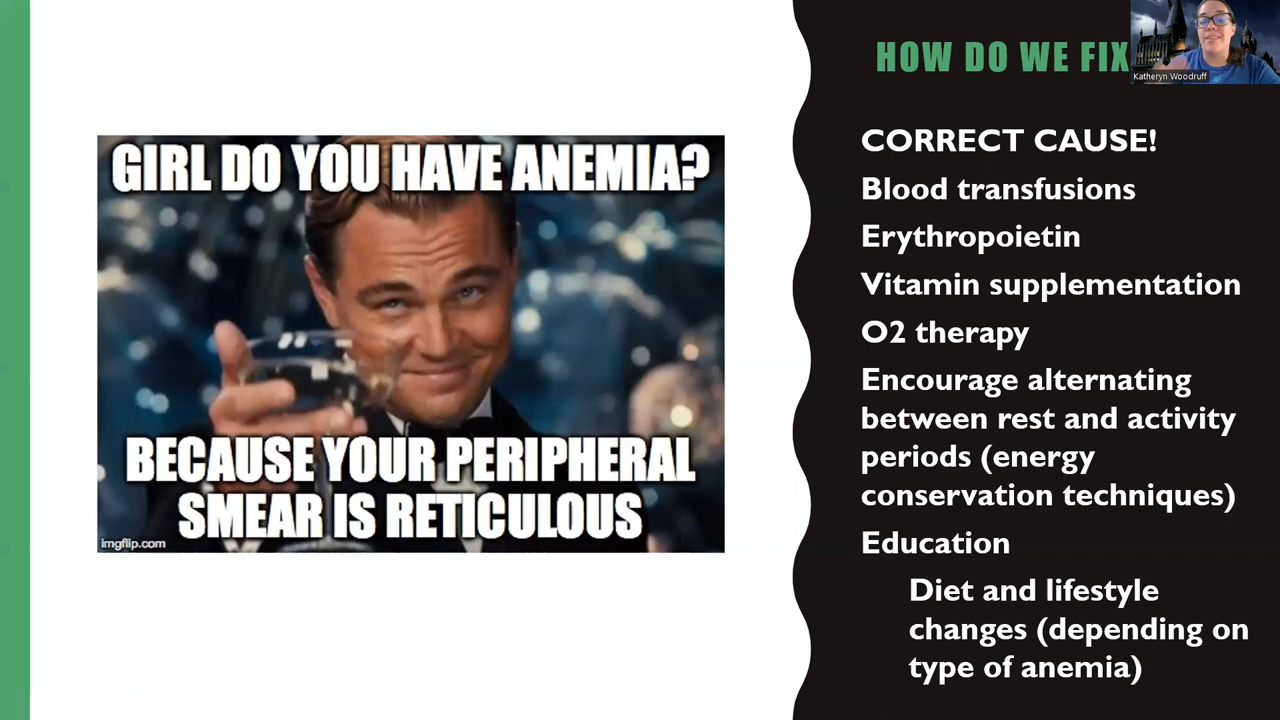 HOW DO WE FIX
Katheryn Woodruff
GIRL DO YOU HAVE ANEMIA?
BECAUSE YOUR PERIPHERAL
SMEAR IS RETICULOUS
imgflip.com
CORRECT CAUSE!
Blood transfusions
Erythropoietin
Vitamin supplementation
O2 therapy
Encourage alternating
between rest and activity
periods (energy
conservation techniques)
Education
Diet and lifestyle
changes (depending on
type of anemia)